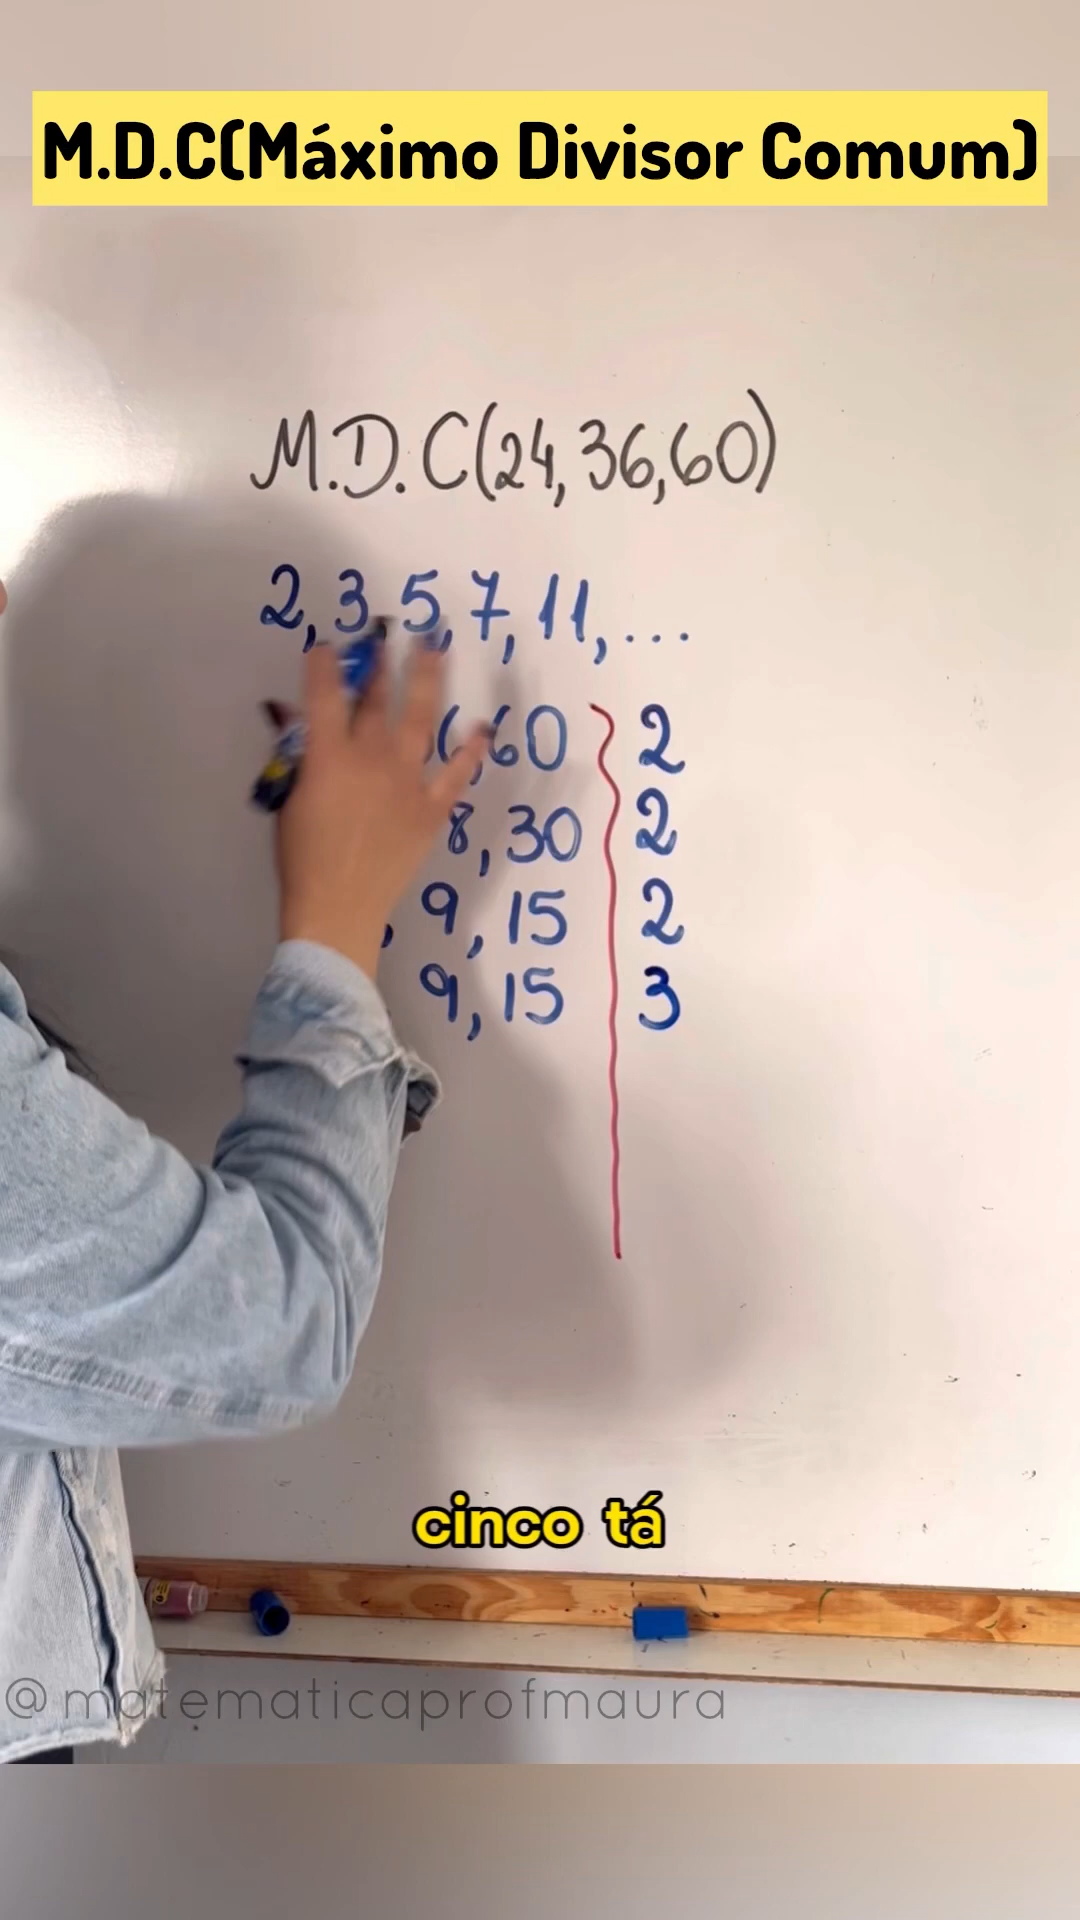 M.D.C(Máximo Divisor Comum)
M.D.C(24,36,60)
2,3,5,7,11,...
6,60 2
8,30 2
, 9, 15 2
9, 15 3
cinco tá
@matematicaprofmaura